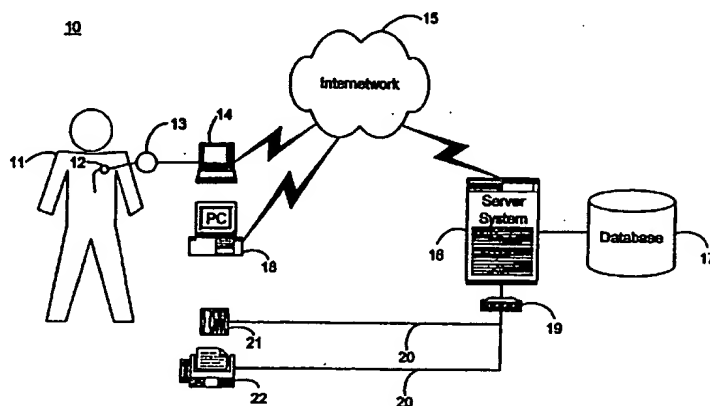 10
15
Internetwork
13
14
11
12
PC
18
Server
System
16
Database
17
19
21
20
22
20